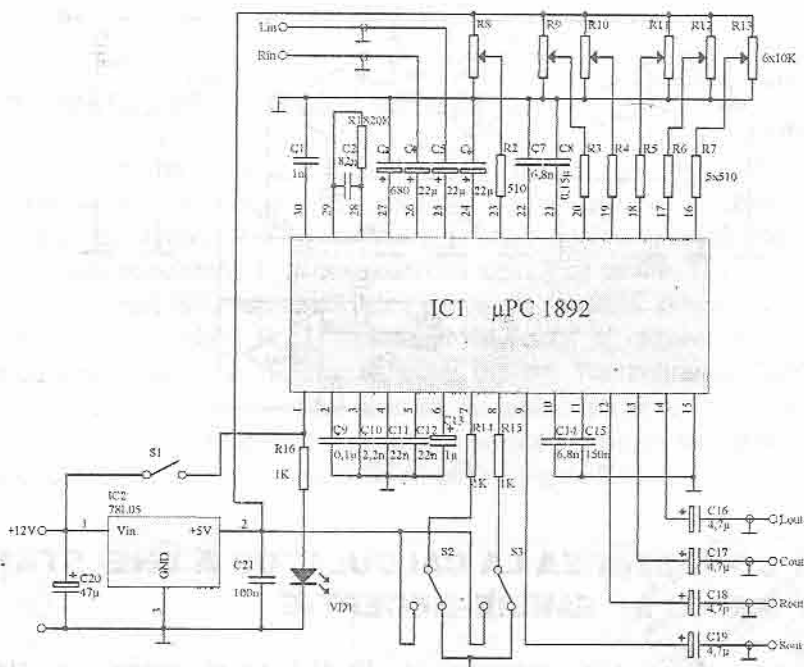 Lin
Rin
R8
R9
R10
R11
R12
R13
6x10K
R1 820K
C1
1n
C2
82n
C3
680
C4
22µ
C5
22µ
22µ
R2
510
C7
6,8n
C8
0,15µ
R3
R4
R5
R6
R7
5x510
30
29
28
27
26
25
24
23
22
21
20
19
18
17
16
IC1 µPC 1892
1
2
3
4
5
6
7
8
9
10
11
12
13
14
15
R16
1K
C9
0,1µ
C10
2,2n
C11
22n
C12
22n
C13
1µ
R14
1K
R15
1K
C14
6,8n
C15
150n
S1
IC2
78L05
+12V
1
Vin
+5V
2
GND
3
C20
47µ
C21
100n
VD1
S2
S3
C16
4,7µ
Lout
C17
4,7µ
Cout
C18
4,7µ
Rout
C19
4,7µ